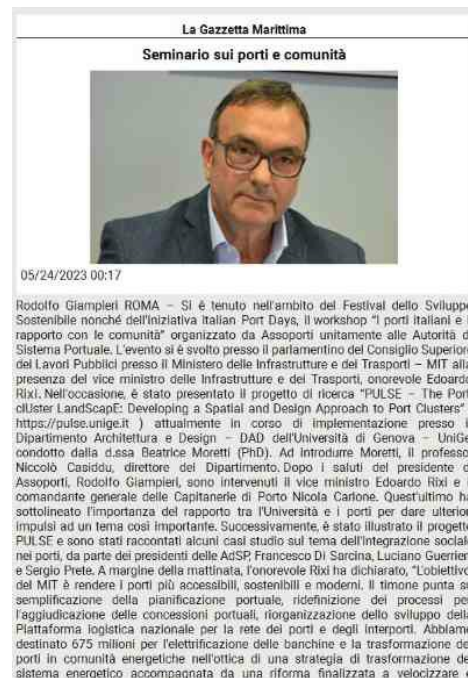 La Gazzetta Marittima
Seminario sui porti e comunità
05/24/2023 00:17
Rodolfo Giampieri ROMA – Si è tenuto nell'ambito del Festival dello Sviluppo
Sostenibile nonché dell'iniziativa Italian Port Days, il workshop "I porti italiani e i
rapporto con le comunità" organizzato da Assoporti unitamente alle Autorità d
Sistema Portuale. L'evento si è svolto presso il parlamentino del Consiglio Superiore
dei Lavori Pubblici presso il Ministero delle Infrastrutture e dei Trasporti – MIT alla
presenza del vice ministro delle Infrastrutture e dei Trasporti, onorevole Edoardo
Rixi. Nell'occasione, è stato presentato il progetto di ricerca "PULSE – The Port
clUster LandScapE: Developing a Spatial and Design Approach to Port Clusters"
https://pulse.unige.it ) attualmente in corso di implementazione presso i
Dipartimento Architettura e Design – DAD dell'Università di Genova – UniGe
condotto dalla d.ssa Beatrice Moretti (PhD). Ad introdurre Moretti, il professor
Niccolò Casiddu, direttore del Dipartimento. Dopo i saluti del presidente d
Assoporti, Rodolfo Giampieri, sono intervenuti il vice ministro Edoardo Rixi e i
comandante generale delle Capitanerie di Porto Nicola Carlone. Quest'ultimo ha
sottolineato l'importanza del rapporto tra l'Università e i porti per dare ulterior
impulsi ad un tema così importante. Successivamente, è stato illustrato il progetto
PULSE e sono stati raccontati alcuni casi studio sul tema dell'integrazione sociale
nei porti, da parte dei presidenti delle AdSP, Francesco Di Sarcina, Luciano Guerrieri
e Sergio Prete. A margine della mattinata, l'onorevole Rixi ha dichiarato, "L'obiettivo
del MIT è rendere i porti più accessibili, sostenibili e moderni. Il timone punta su
semplificazione della pianificazione portuale, ridefinizione dei processi per
l'aggiudicazione delle concessioni portuali, riorganizzazione dello sviluppo della
Piattaforma logistica nazionale per la rete dei porti e degli interporti. Abbiamo
destinato 675 milioni per l'elettrificazione delle banchine e la trasformazione dei
porti in comunità energetiche nell'ottica di una strategia di trasformazione del
sistema energetico accompagnata da una riforma finalizzata a velocizzare e